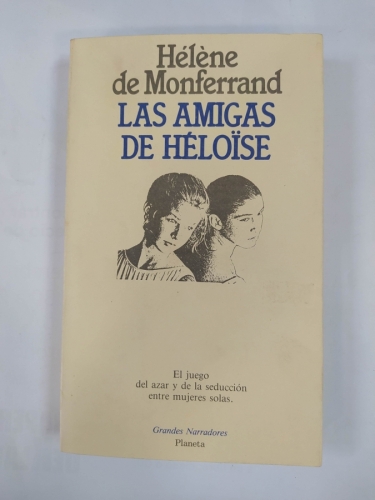 Hélène
de Monferrand
LAS AMIGAS
DE HÉLOÏSE
El juego
del azar y de la seducción
entre mujeres solas.
Grandes Narradores
Planeta